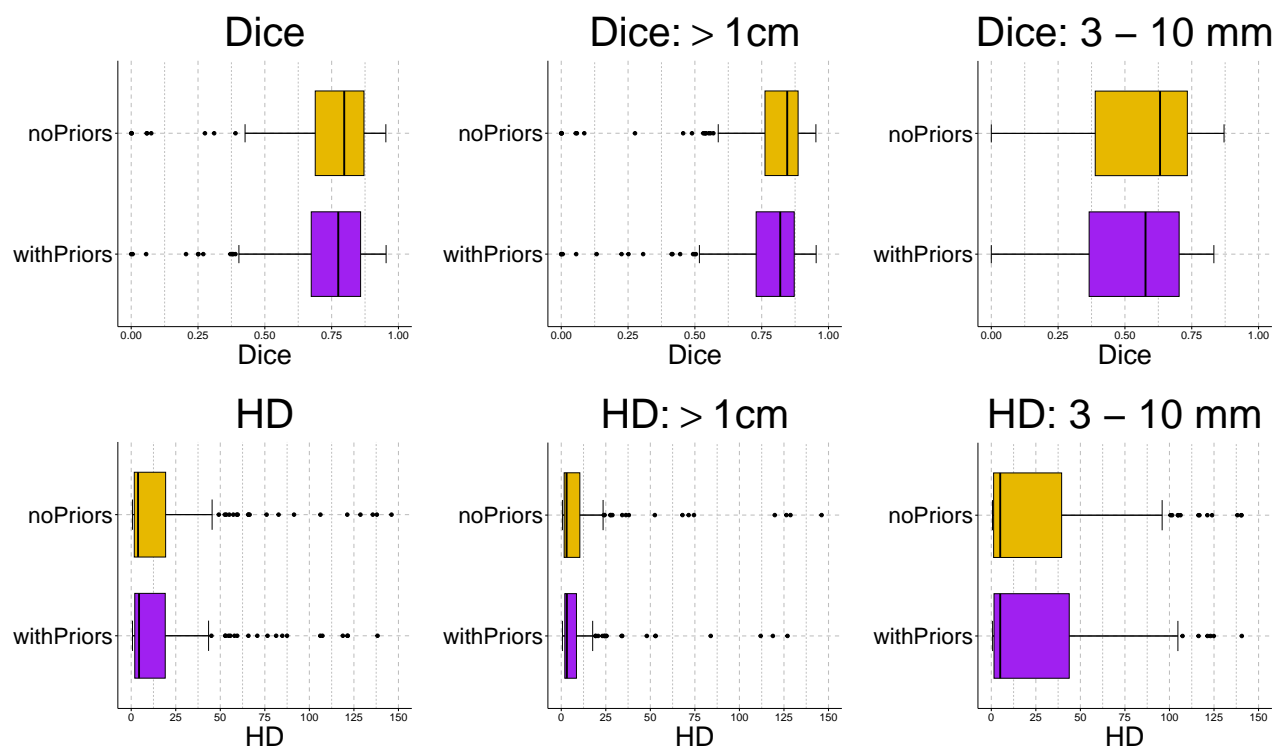 Dice
noPriors
withPriors
0.00 0.25 0.50 0.75 1.00
Dice
Dice: > 1cm
noPriors
withPriors
0.00 0.25 0.50 0.75 1.00
Dice
Dice: 3 – 10 mm
noPriors
withPriors
0.00 0.25 0.50 0.75 1.00
Dice
HD
noPriors
withPriors
0 25 50 75 100 125 150
HD
HD: > 1cm
noPriors
withPriors
0 25 50 75 100 125 150
HD
HD: 3 – 10 mm
noPriors
withPriors
0 25 50 75 100 125 150
HD